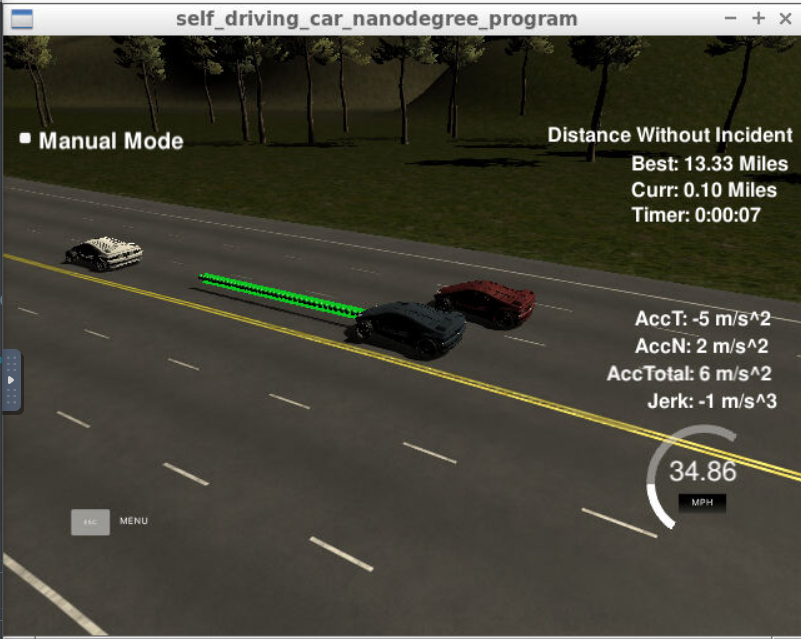 self_driving_car_nanodegree_program
Manual Mode
Distance Without Incident
Best: 13.33 Miles
Curr: 0.10 Miles
Timer: 0:00:07
AccT: -5 m/s^2
AccN: 2 m/s^2
AccTotal: 6 m/s^2
Jerk: -1 m/s^3
34.86
MPH
ESC MENU